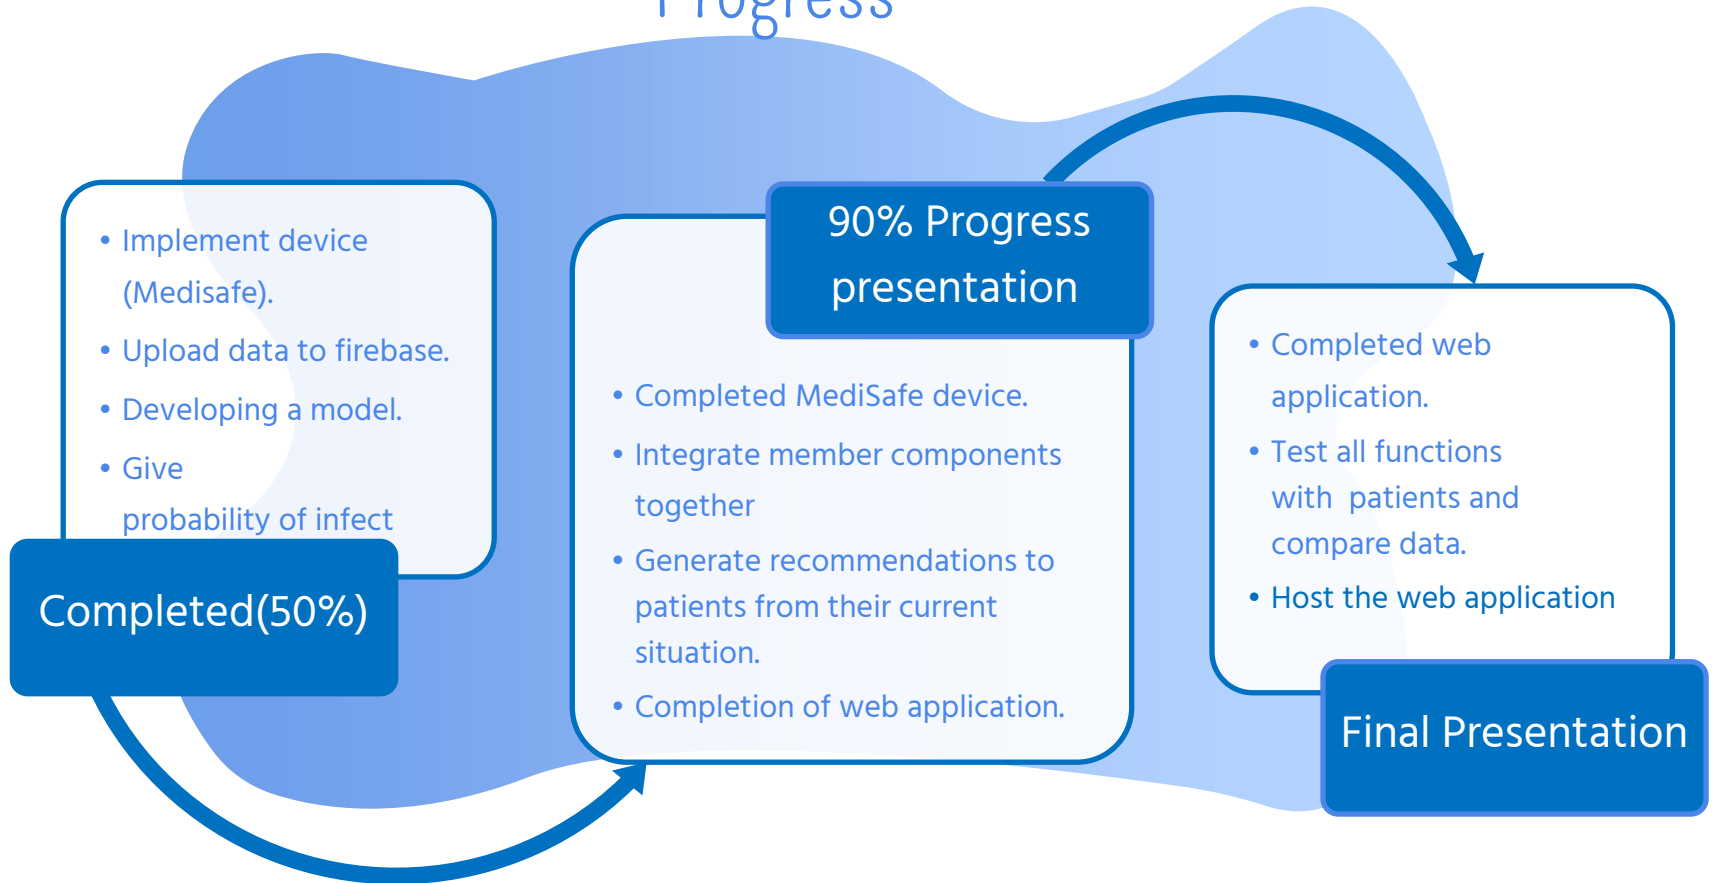 Progress
• Implement device
(Medisafe).
• Upload data to firebase.
• Developing a model.
• Give
probability of infect
Completed(50%)
90% Progress
presentation
• Completed MediSafe device.
• Integrate member components
together
• Generate recommendations to
patients from their current
situation.
• Completion of web application.
• Completed web
application.
• Test all functions
with  patients and
compare data.
• Host the web application
Final Presentation